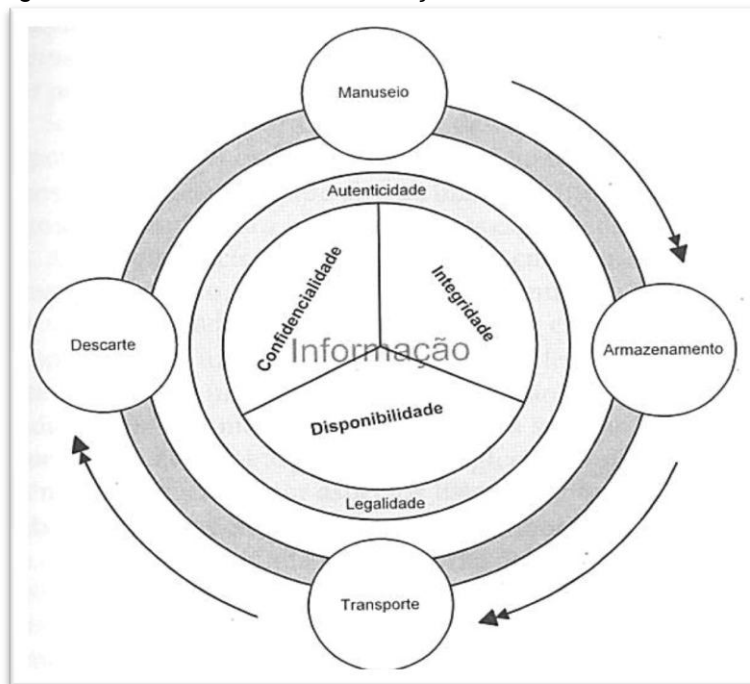 Manuseio
Autenticidade
Confidencialidade
Integridade
Descarte
Informação
Armazenamento
Disponibilidade
Legalidade
Transporte